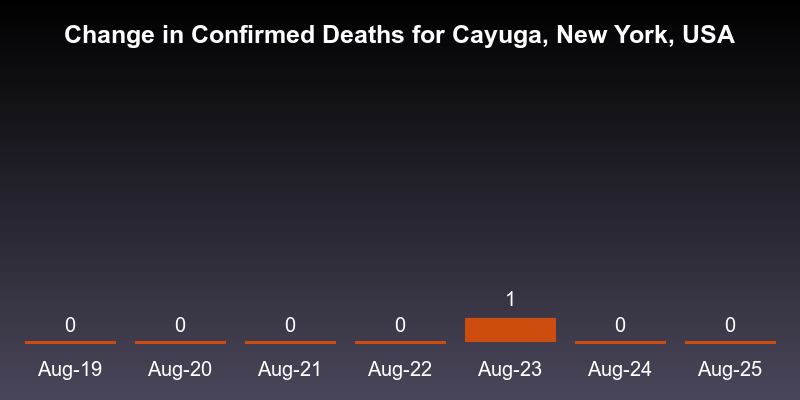 Change in Confirmed Deaths for Cayuga, New York, USA
0 0 0 0 1 0 0
Aug-19 Aug-20 Aug-21 Aug-22 Aug-23 Aug-24 Aug-25